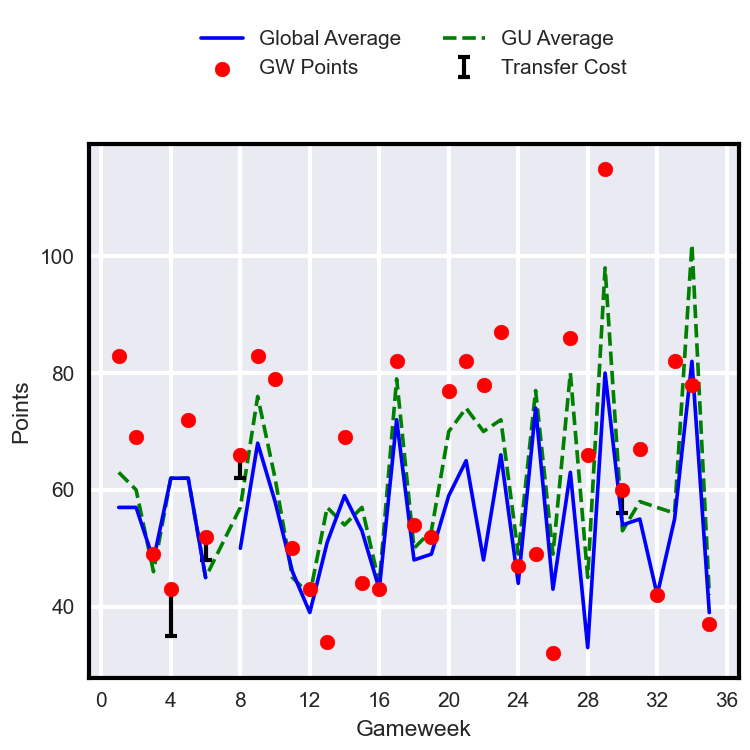 Global Average GU Average
GW Points Transfer Cost
100
80
60
40
Points
0 4 8 12 16 20 24 28 32 36
Gameweek